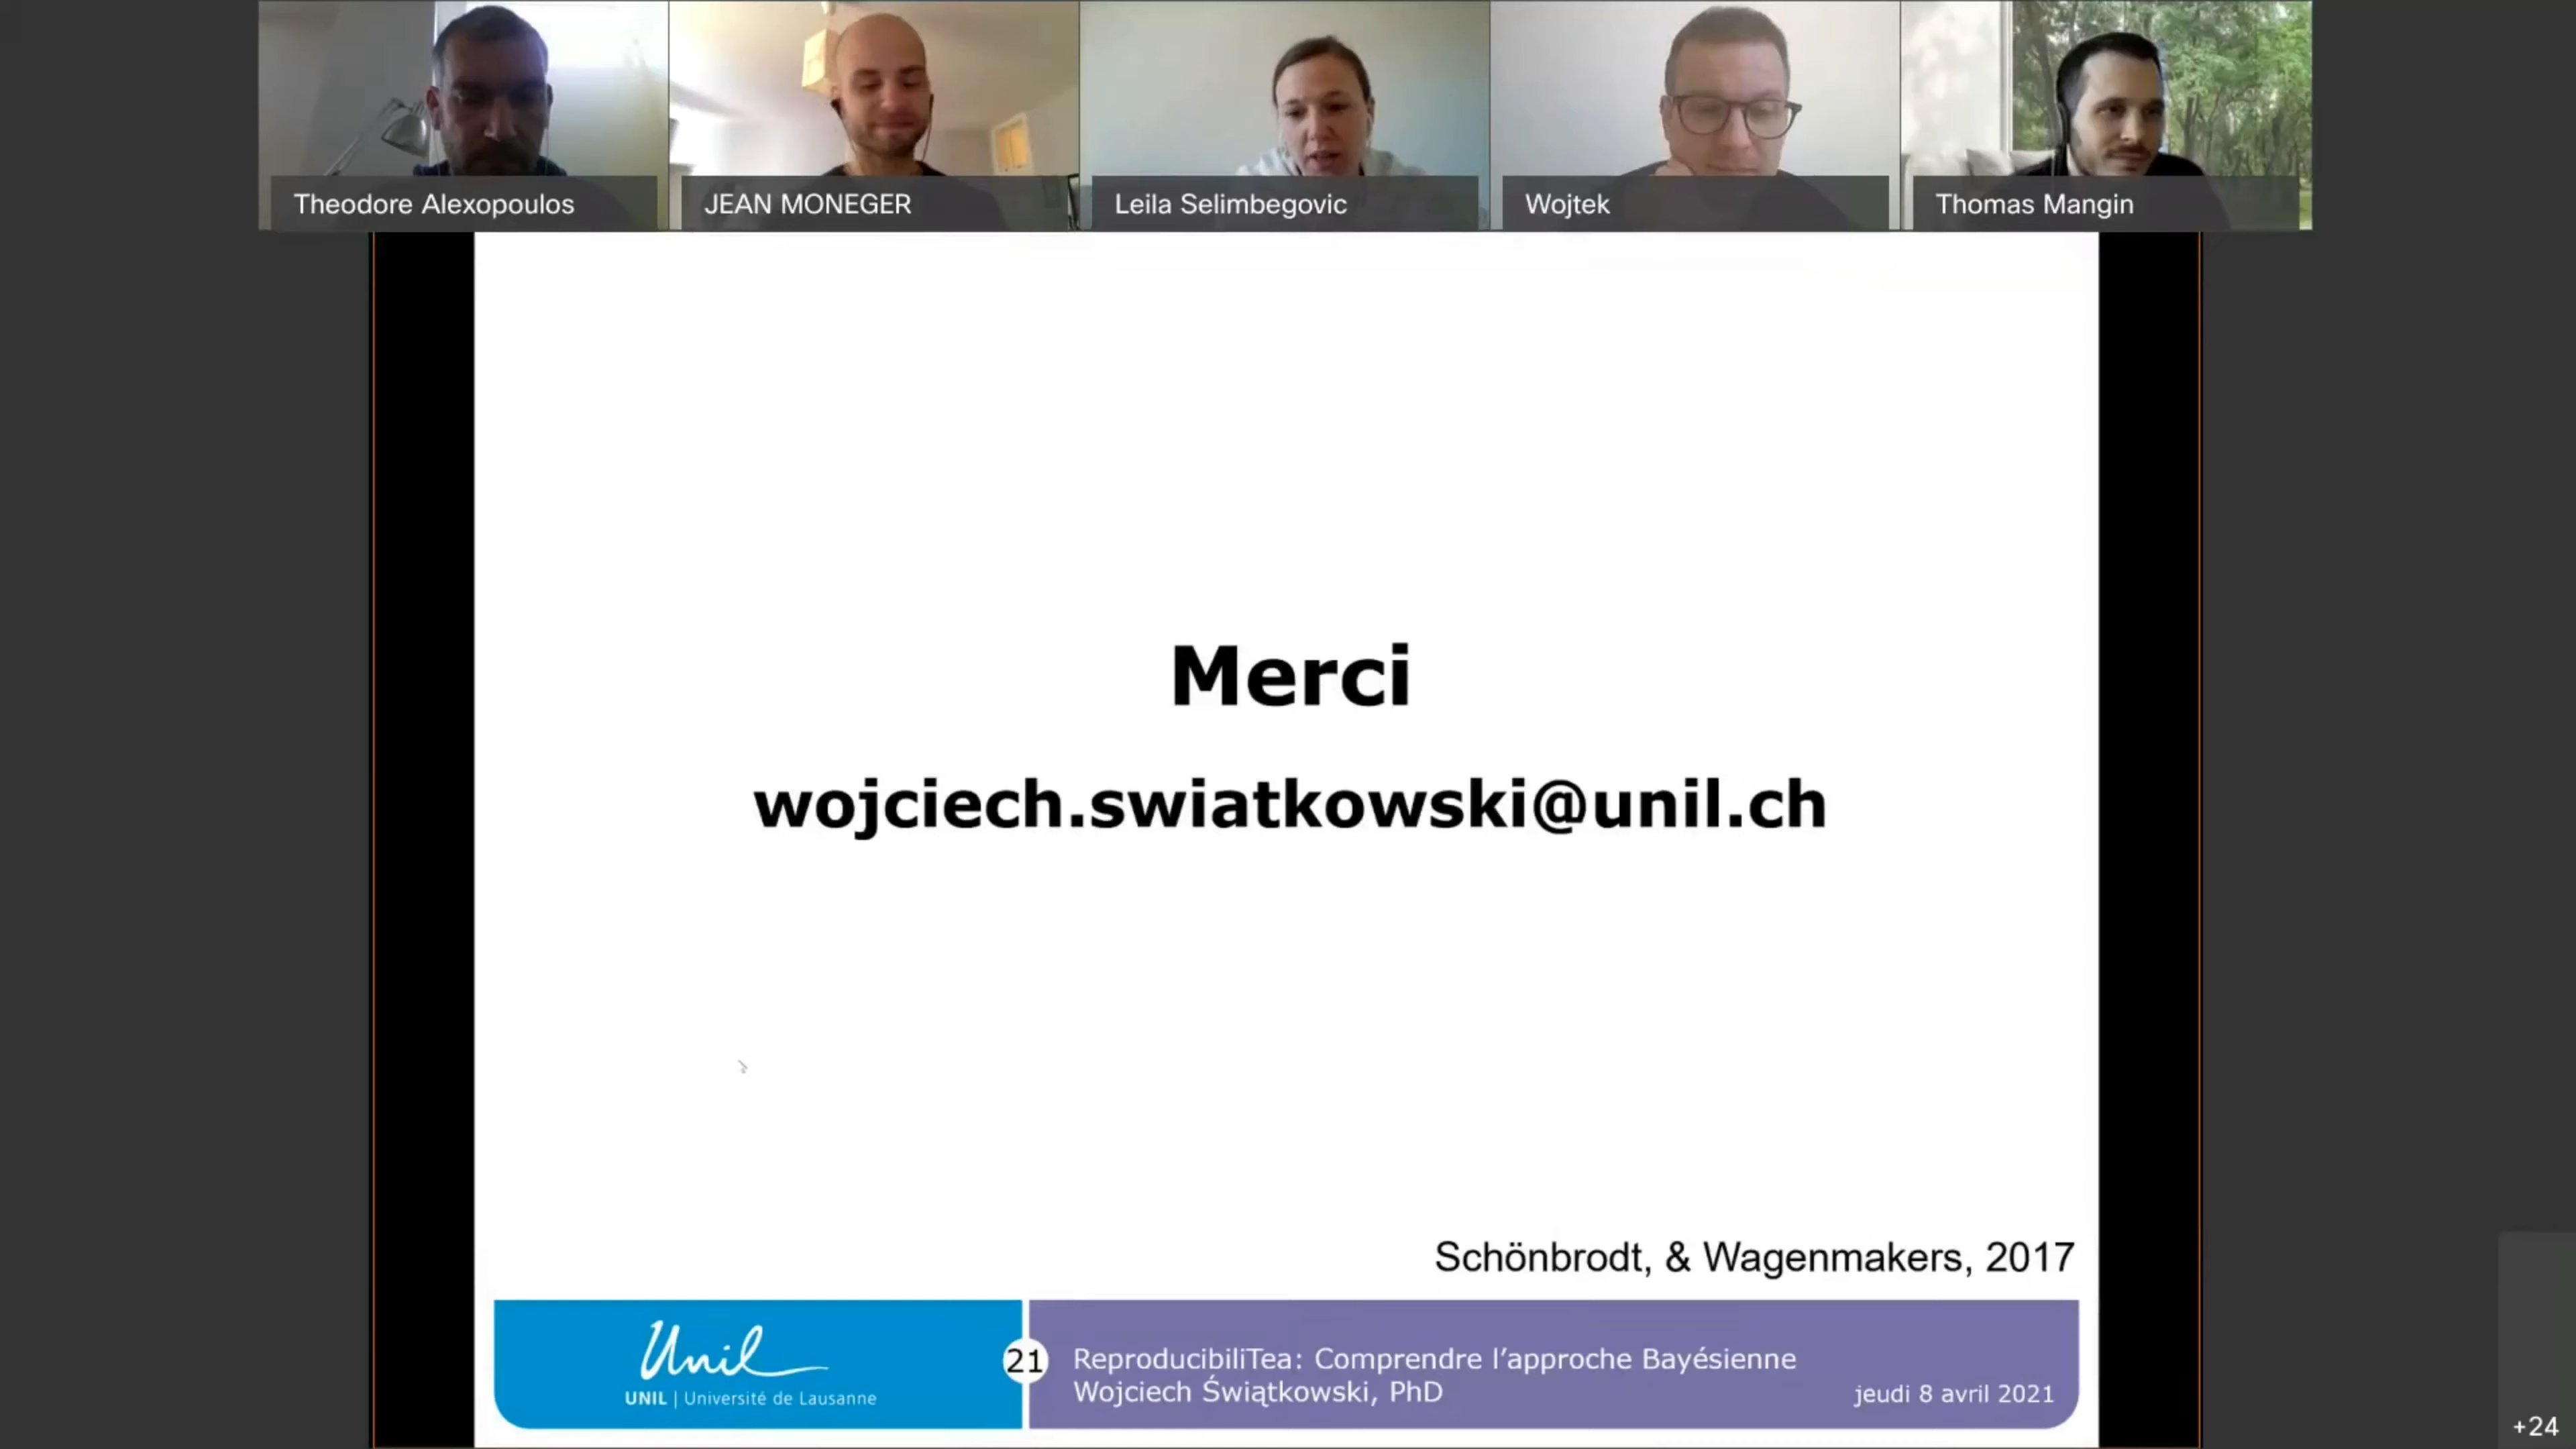 Theodore Alexopoulos
JEAN MONEGER
Leila Selimbegovic
Wojtek
Thomas Mangin
Merci
wojciech.swiatkowski@unil.ch
Schönbrodt, & Wagenmakers, 2017
Unil
UNIL | Université de Lausanne
21
ReproducibiliTea: Comprendre l’approche Bayésienne
Wojciech Świątkowski, PhD
jeudi 8 avril 2021
+24